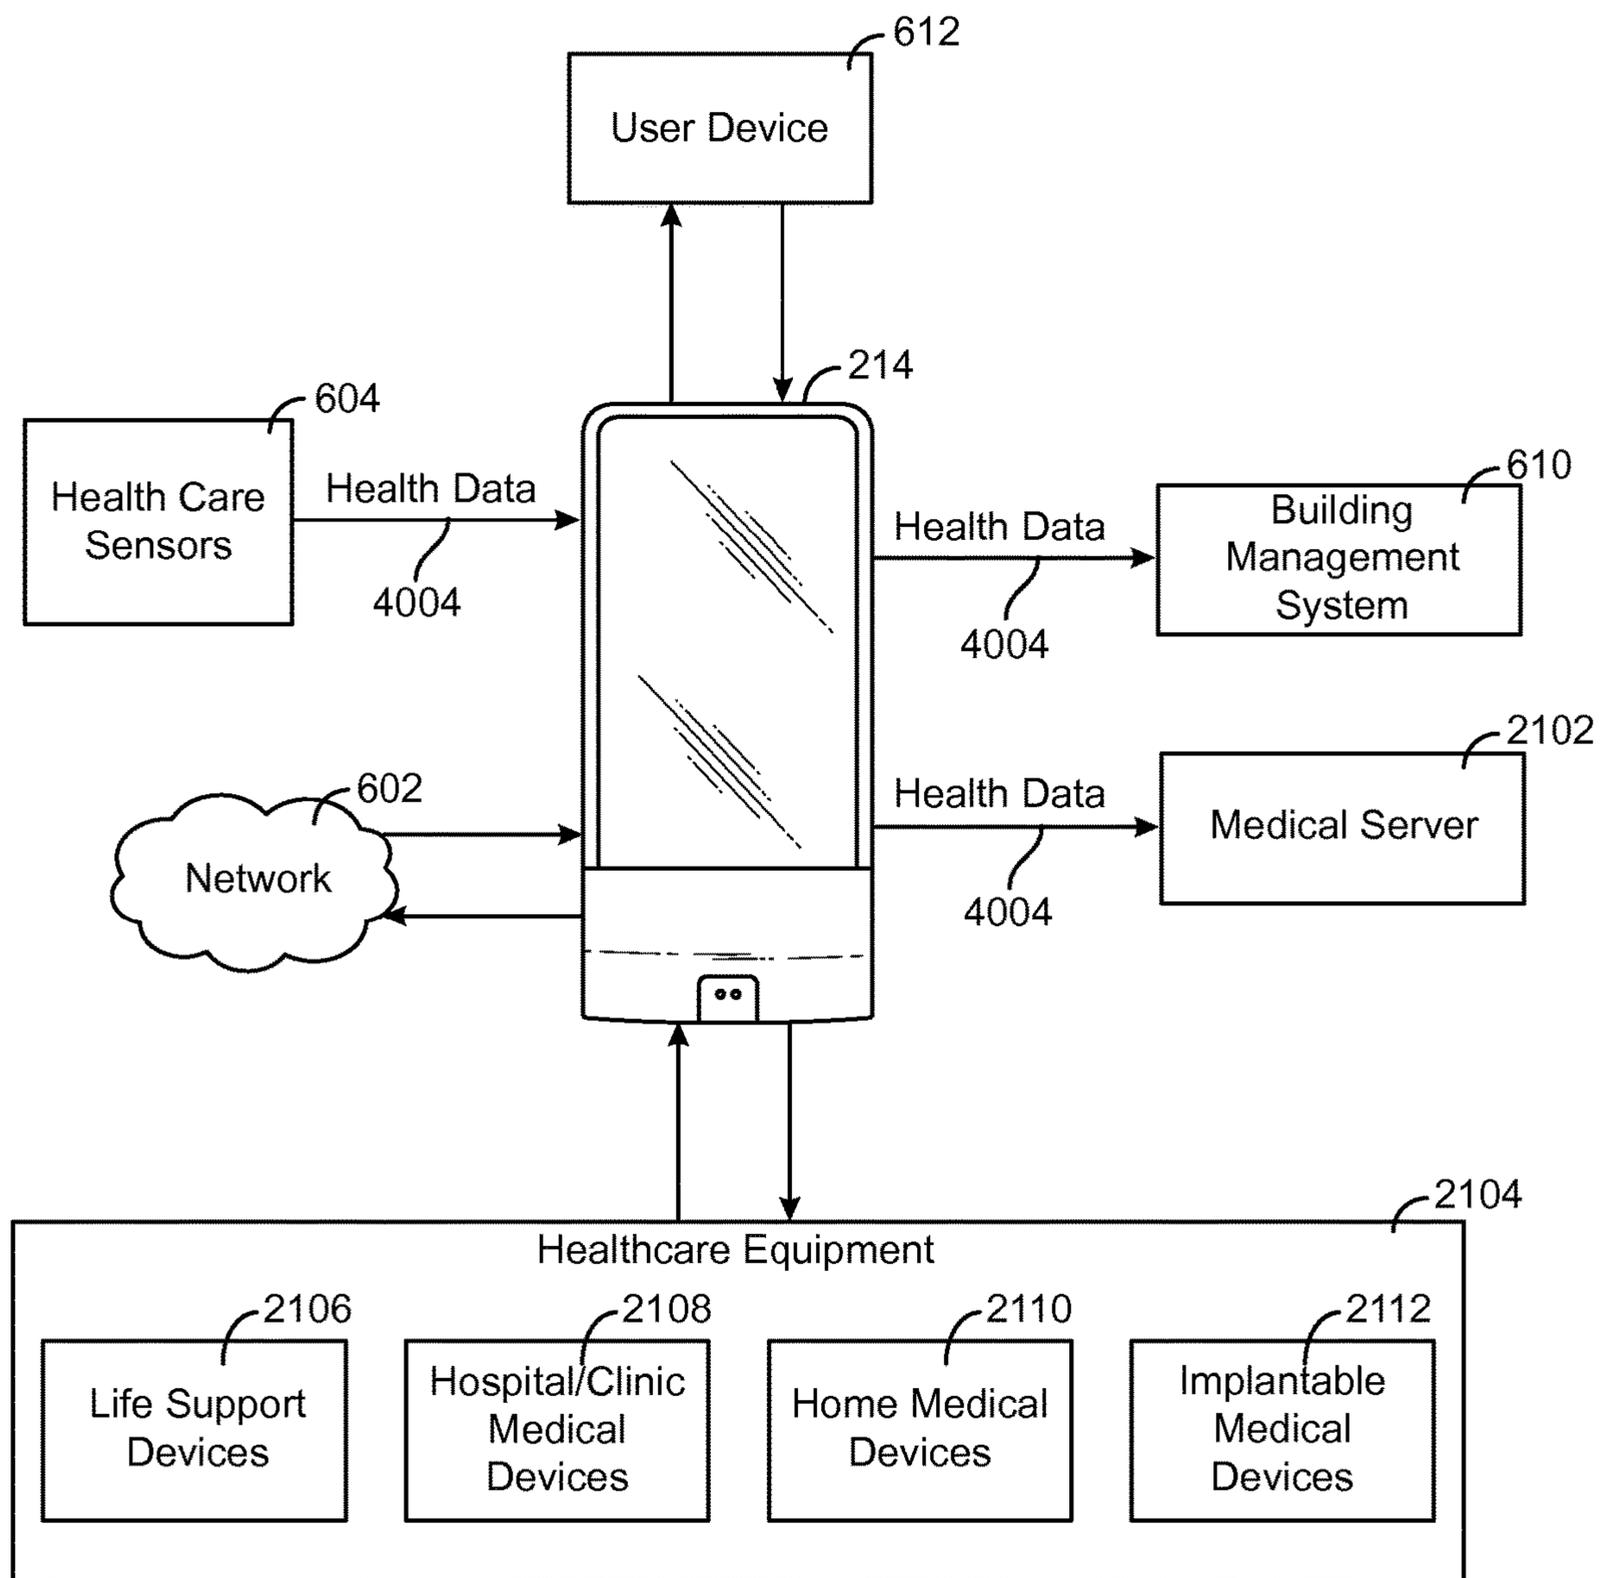 612
User Device
214
604
Health Care
Sensors
Health Data
4004
610
Building
Management
System
Health Data
4004
602
Network
2102
Medical Server
Health Data
4004
2104
Healthcare Equipment
2106
Life Support
Devices
2108
Hospital/Clinic
Medical
Devices
2110
Home Medical
Devices
2112
Implantable
Medical
Devices